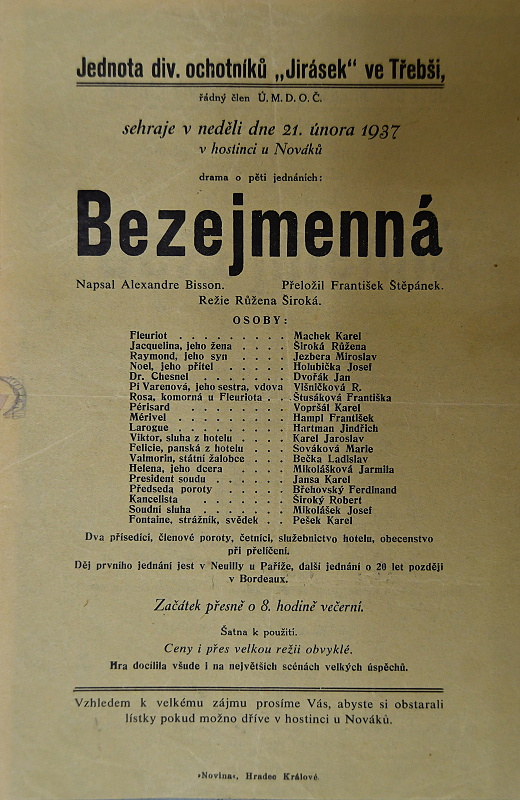 Jednota div. ochotníků „Jirásek“ ve Třebši,
řádný člen Ú. M. D. O. Č.
sehraje v neděli dne 21. února 1937
v hostinci u Nováků
drama o pěti jednáních:
Bezejmenná
Napsal Alexandre Bisson. Přeložil František Štěpánek.
Režie Růžena Široká.
OSOBY:
Fleuriot . . . . . . . . . Machek Karel
Jacquelina, jeho žena . . . . Široká Růžena
Raymond, jeho syn . . . . Jezbera Miroslav
Noel, jeho přítel . . . . . Holubička Josef
Dr. Chesnel . . . . . . . Dvořák Jan
Pí Varenová, jeho sestra, vdova Vlšničková R.
Rosa, komorná u Fleuriota . . Štusáková Františka
Périsard . . . . . . . . Vopršál Karel
Mérivel . . . . . . . . Hampl František
Larogue . . . . . . . . Hartman Jindřich
Viktor, sluha z hotelu . . . . Karel Jaroslav
Felicie, panská z hotelu . . . Sováková Marie
Valmorin, státní žalobce . . . Bečka Ladislav
Helena, jeho dcera . . . . Mikolášková Jarmila
President soudu . . . . . . Jansa Karel
Předseda poroty . . . . . Břehovský Ferdinand
Kancelista . . . . . . . Široký Robert
Soudní sluha . . . . . . Mikolášek Josef
Fontaine, strážník, svědek . . Pešek Karel
Dva přísedící, členové poroty, četníci, služebnictvo hotelu, obecenstvo
při přelíčení.
Děj prvního jednání jest v Neuilly u Paříže, další jednání o 20 let později
v Bordeaux.
Začátek přesně o 8. hodině večerní.
Šatna k použití.
Ceny i přes velkou režii obvyklé.
Hra docílila všude i na největších scénách velkých úspěchů.
Vzhledem k velkému zájmu prosíme Vás, abyste si obstarali
lístky pokud možno dříve v hostinci u Nováků.
»Novina«, Hradec Králové.